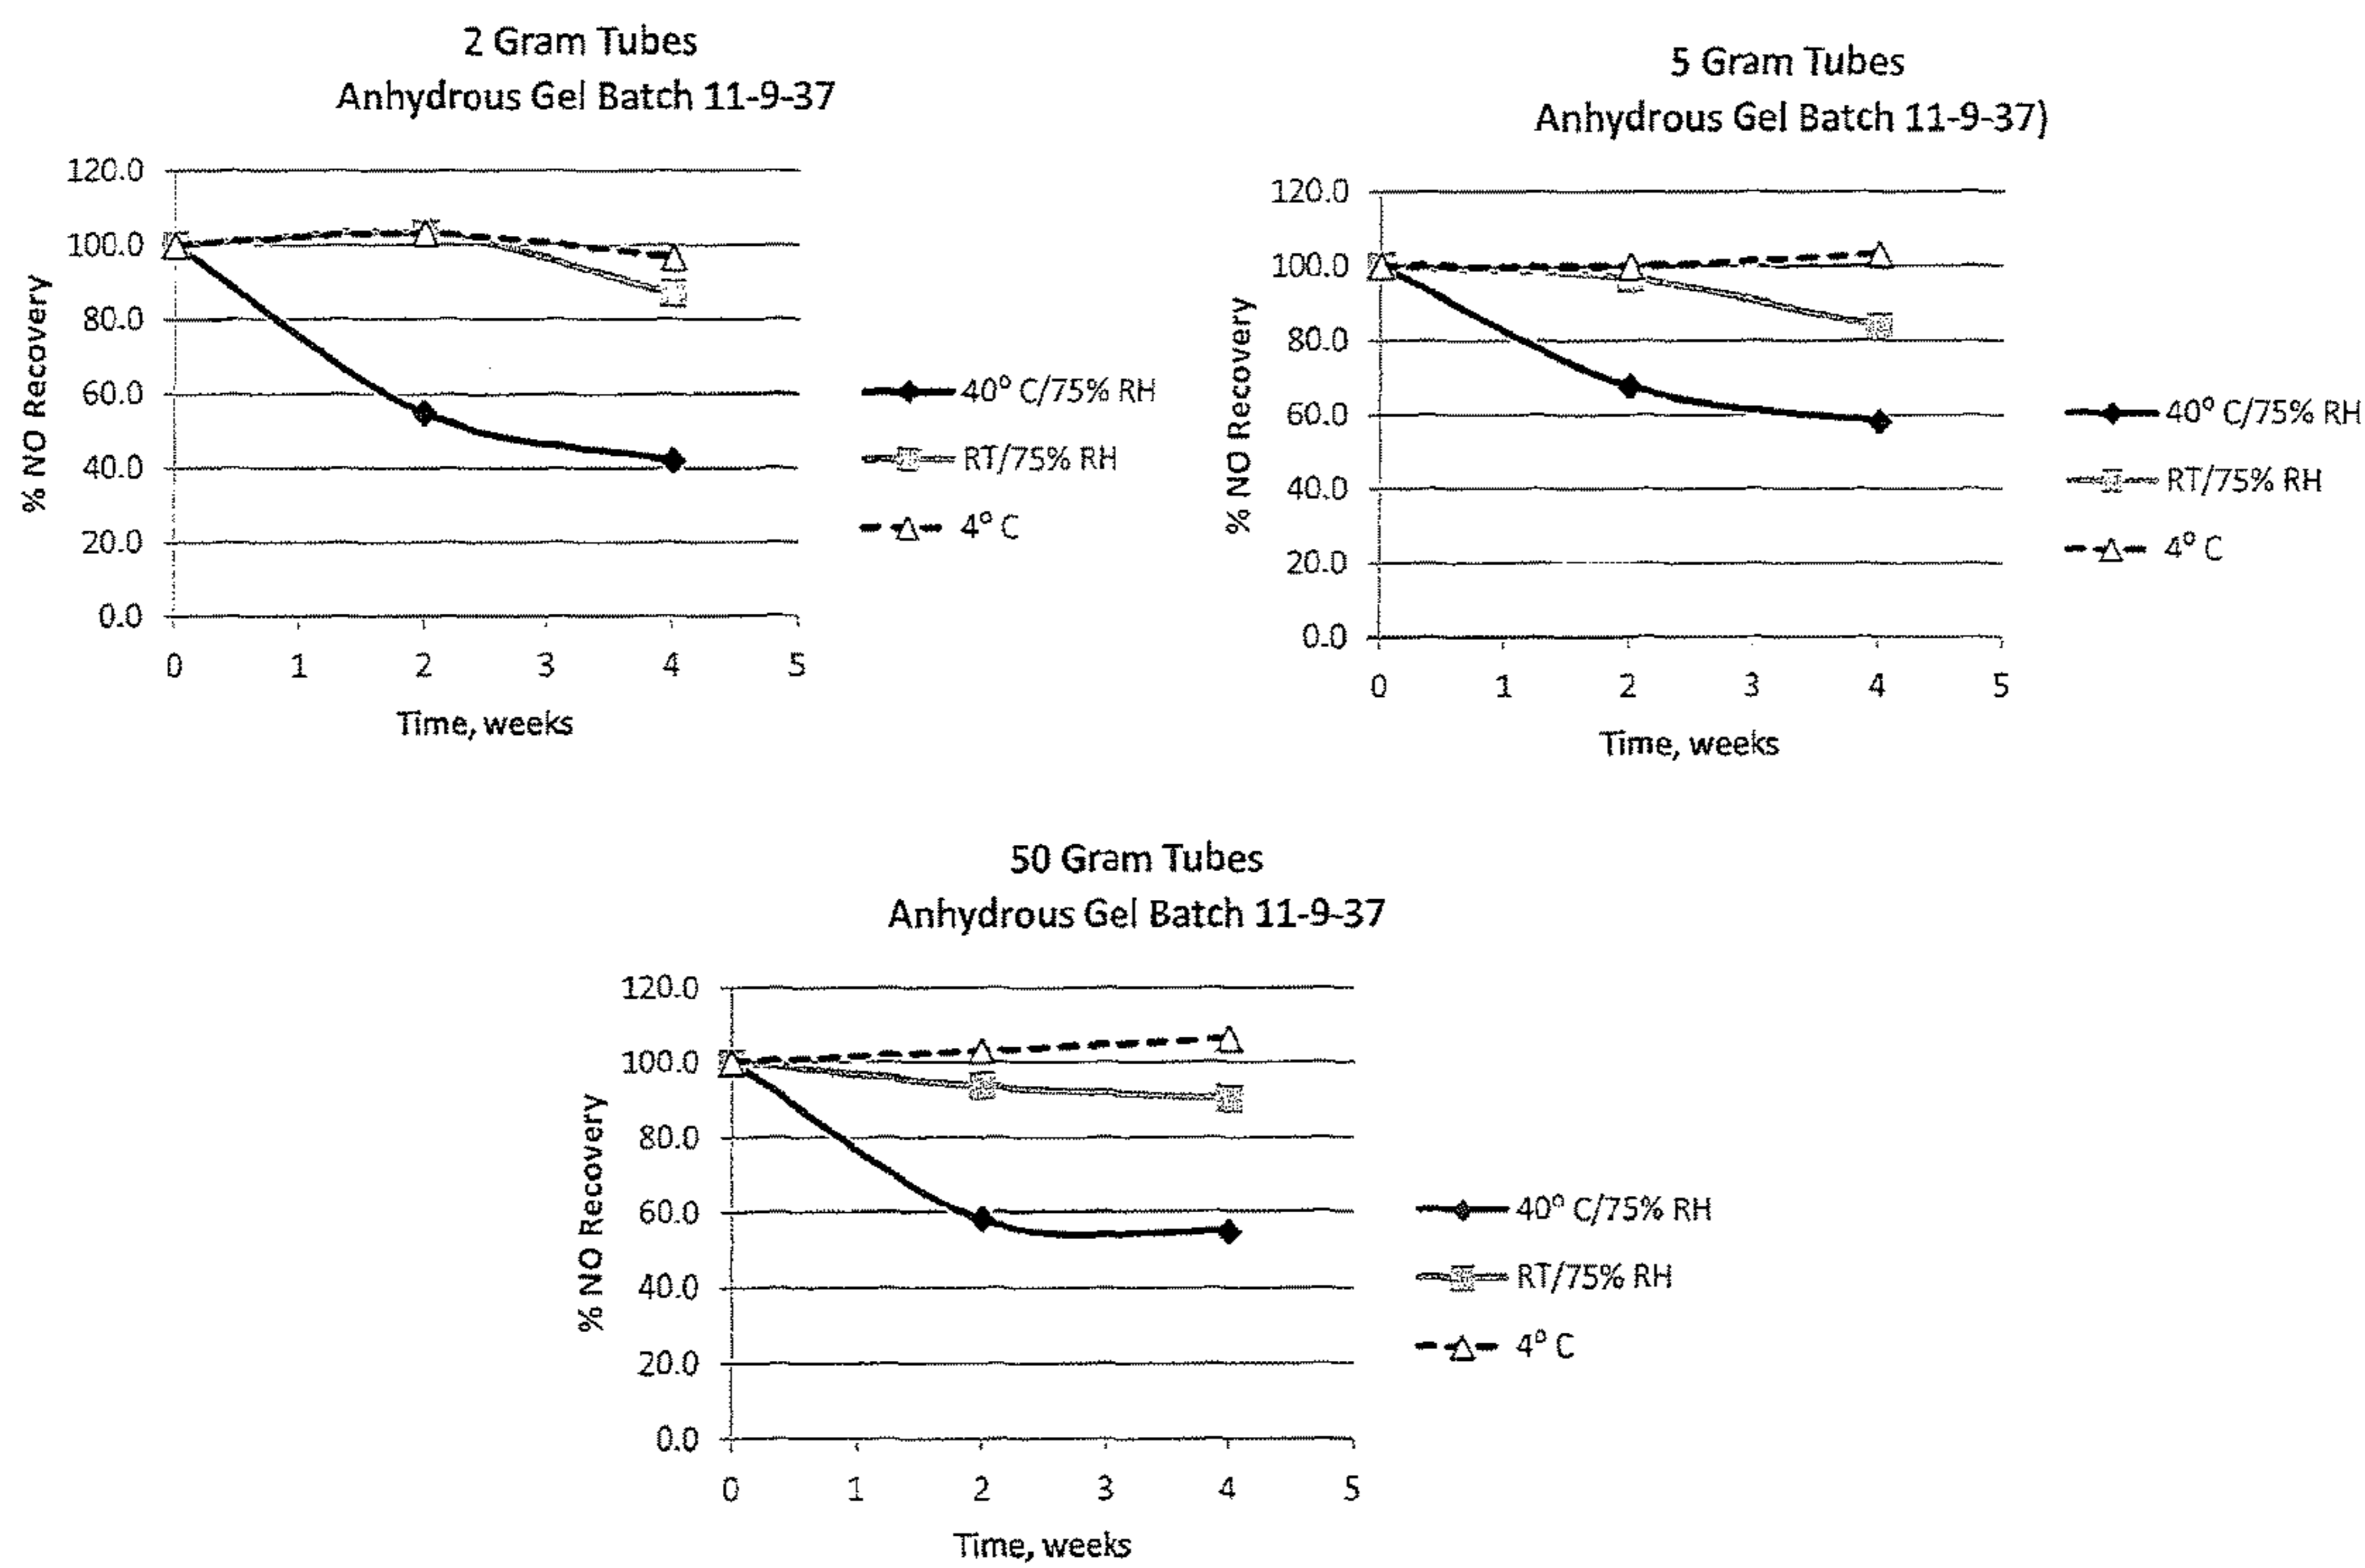 2 Gram Tubes
Anhydrous Gel Batch 11-9-37
120.0
100.0
80.0
60.0
40.0
20.0
0.0
% NO Recovery
0 1 2 3 4 5
Time, weeks
40º C/75% RH
RT/75% RH
4º C
5 Gram Tubes
Anhydrous Gel Batch 11-9-37)
120.0
100.0
80.0
60.0
40.0
20.0
0.0
% NO Recovery
0 1 2 3 4 5
Time, weeks
40º C/75% RH
RT/75% RH
4º C
50 Gram Tubes
Anhydrous Gel Batch 11-9-37
120.0
100.0
80.0
60.0
40.0
20.0
0.0
% NO Recovery
0 1 2 3 4 5
Time, weeks
40º C/75% RH
RT/75% RH
4º C